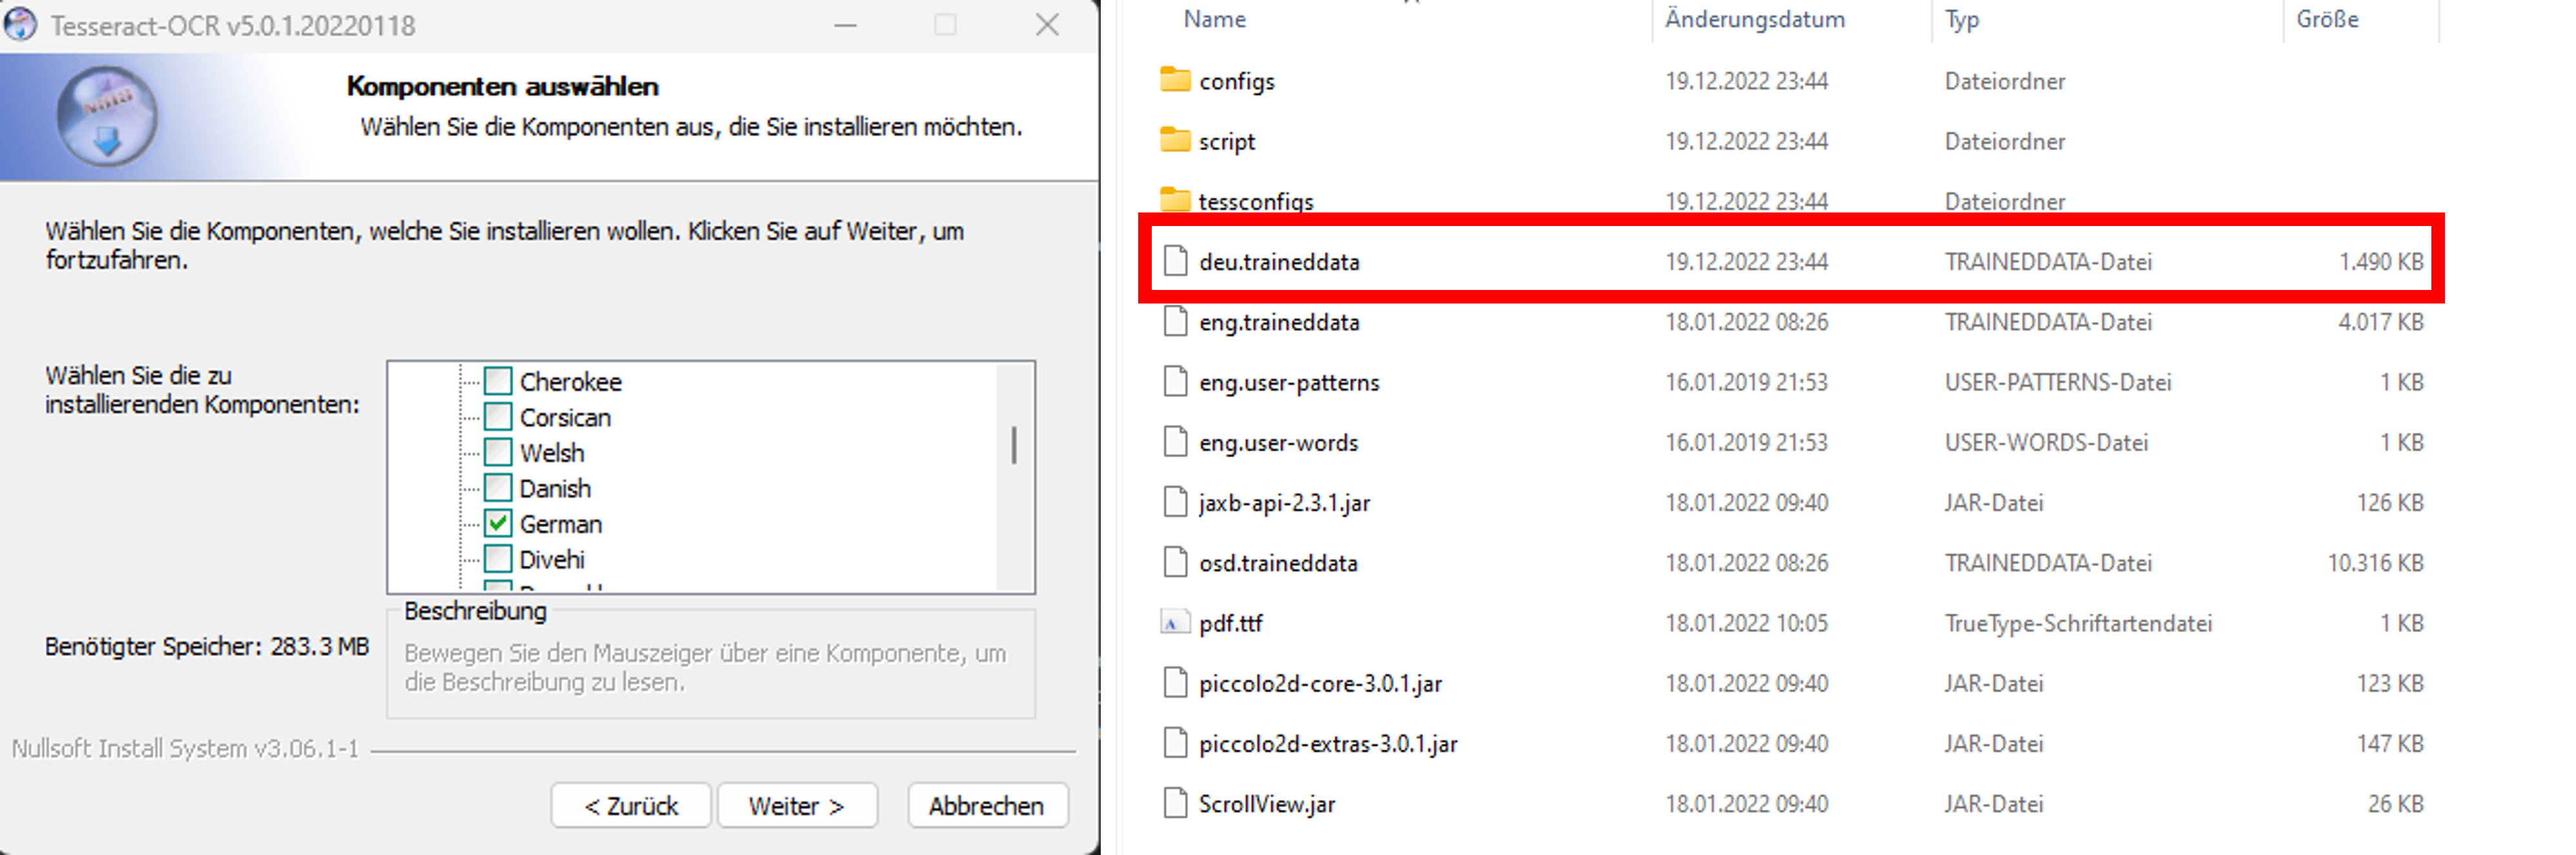 Tesseract-OCR v5.0.1.20220118
Komponenten auswählen
Wählen Sie die Komponenten aus, die Sie installieren möchten.
Wählen Sie die Komponenten, welche Sie installieren wollen. Klicken Sie auf Weiter, um
fortzufahren.
Wählen Sie die zu
installierenden Komponenten:
Cherokee
Corsican
Welsh
Danish
German
Divehi
Beschreibung
Bewegen Sie den Mauszeiger über eine Komponente, um
die Beschreibung zu lesen.
Benötigter Speicher: 283.3 MB
Nullsoft Install System v3.06.1-1
< Zurück Weiter > Abbrechen
Name Änderungsdatum Typ Größe
configs 19.12.2022 23:44 Dateiordner
script 19.12.2022 23:44 Dateiordner
tessconfigs 19.12.2022 23:44 Dateiordner
deu.traineddata 19.12.2022 23:44 TRAINEDDATA-Datei 1.490 KB
eng.traineddata 18.01.2022 08:26 TRAINEDDATA-Datei 4.017 KB
eng.user-patterns 16.01.2019 21:53 USER-PATTERNS-Datei 1 KB
eng.user-words 16.01.2019 21:53 USER-WORDS-Datei 1 KB
jaxb-api-2.3.1.jar 18.01.2022 09:40 JAR-Datei 126 KB
osd.traineddata 18.01.2022 08:26 TRAINEDDATA-Datei 10.316 KB
pdf.ttf 18.01.2022 10:05 TrueType-Schriftartendatei 1 KB
piccolo2d-core-3.0.1.jar 18.01.2022 09:40 JAR-Datei 123 KB
piccolo2d-extras-3.0.1.jar 18.01.2022 09:40 JAR-Datei 147 KB
ScrollView.jar 18.01.2022 09:40 JAR-Datei 26 KB